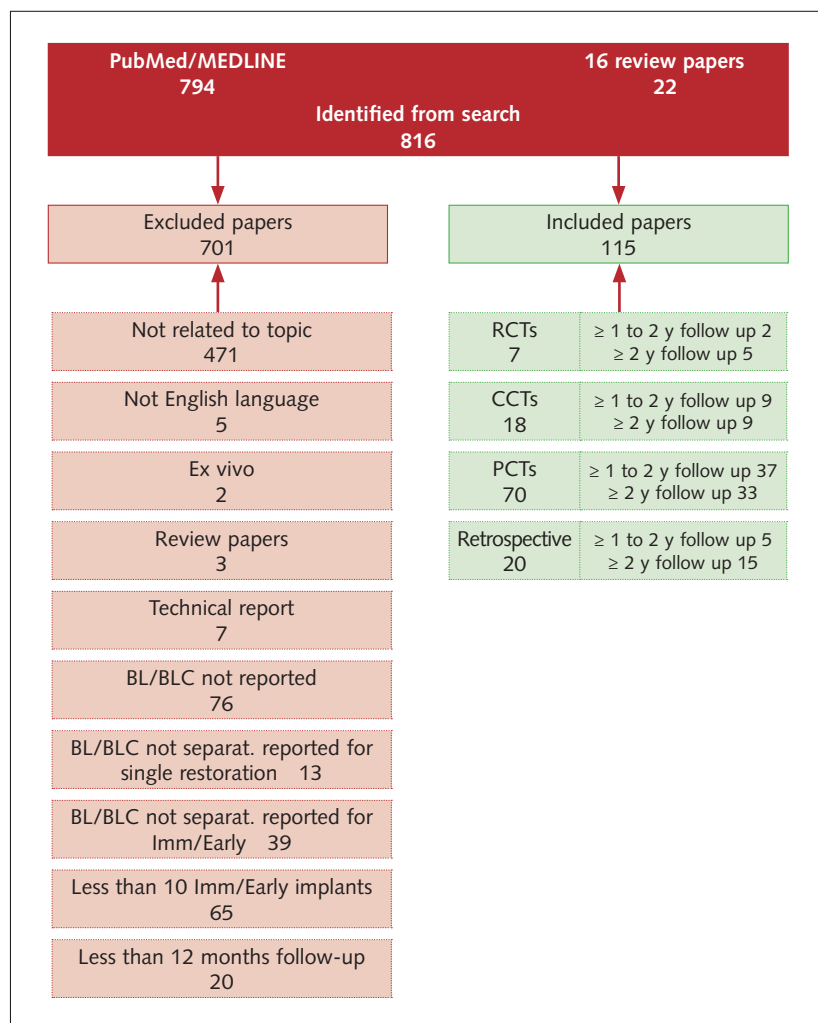 PubMed/MEDLINE
794
16 review papers
22
Identified from search
816
Excluded papers
701
Not related to topic
471
Not English language
5
Ex vivo
2
Review papers
3
Technical report
7
BL/BLC not reported
76
BL/BLC not separat. reported for
single restoration 13
BL/BLC not separat. reported for
Imm/Early 39
Less than 10 Imm/Early implants
65
Less than 12 months follow-up
20
Included papers
115
RCTs
7
≥ 1 to 2 y follow up 2
≥ 2 y follow up 5
CCTs
18
≥ 1 to 2 y follow up 9
≥ 2 y follow up 9
PCTs
70
≥ 1 to 2 y follow up 37
≥ 2 y follow up 33
Retrospective
20
≥ 1 to 2 y follow up 5
≥ 2 y follow up 15